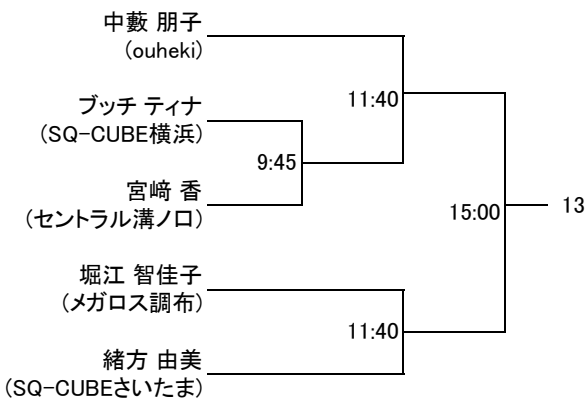 中藪 朋子
(ouheki)
11:40
ブッチ ティナ
(SQ-CUBE横浜)
9:45
宮﨑 香
(セントラル溝ノ口)
15:00
13
堀江 智佳子
(メガロス調布)
11:40
緒方 由美
(SQ-CUBEさいたま)